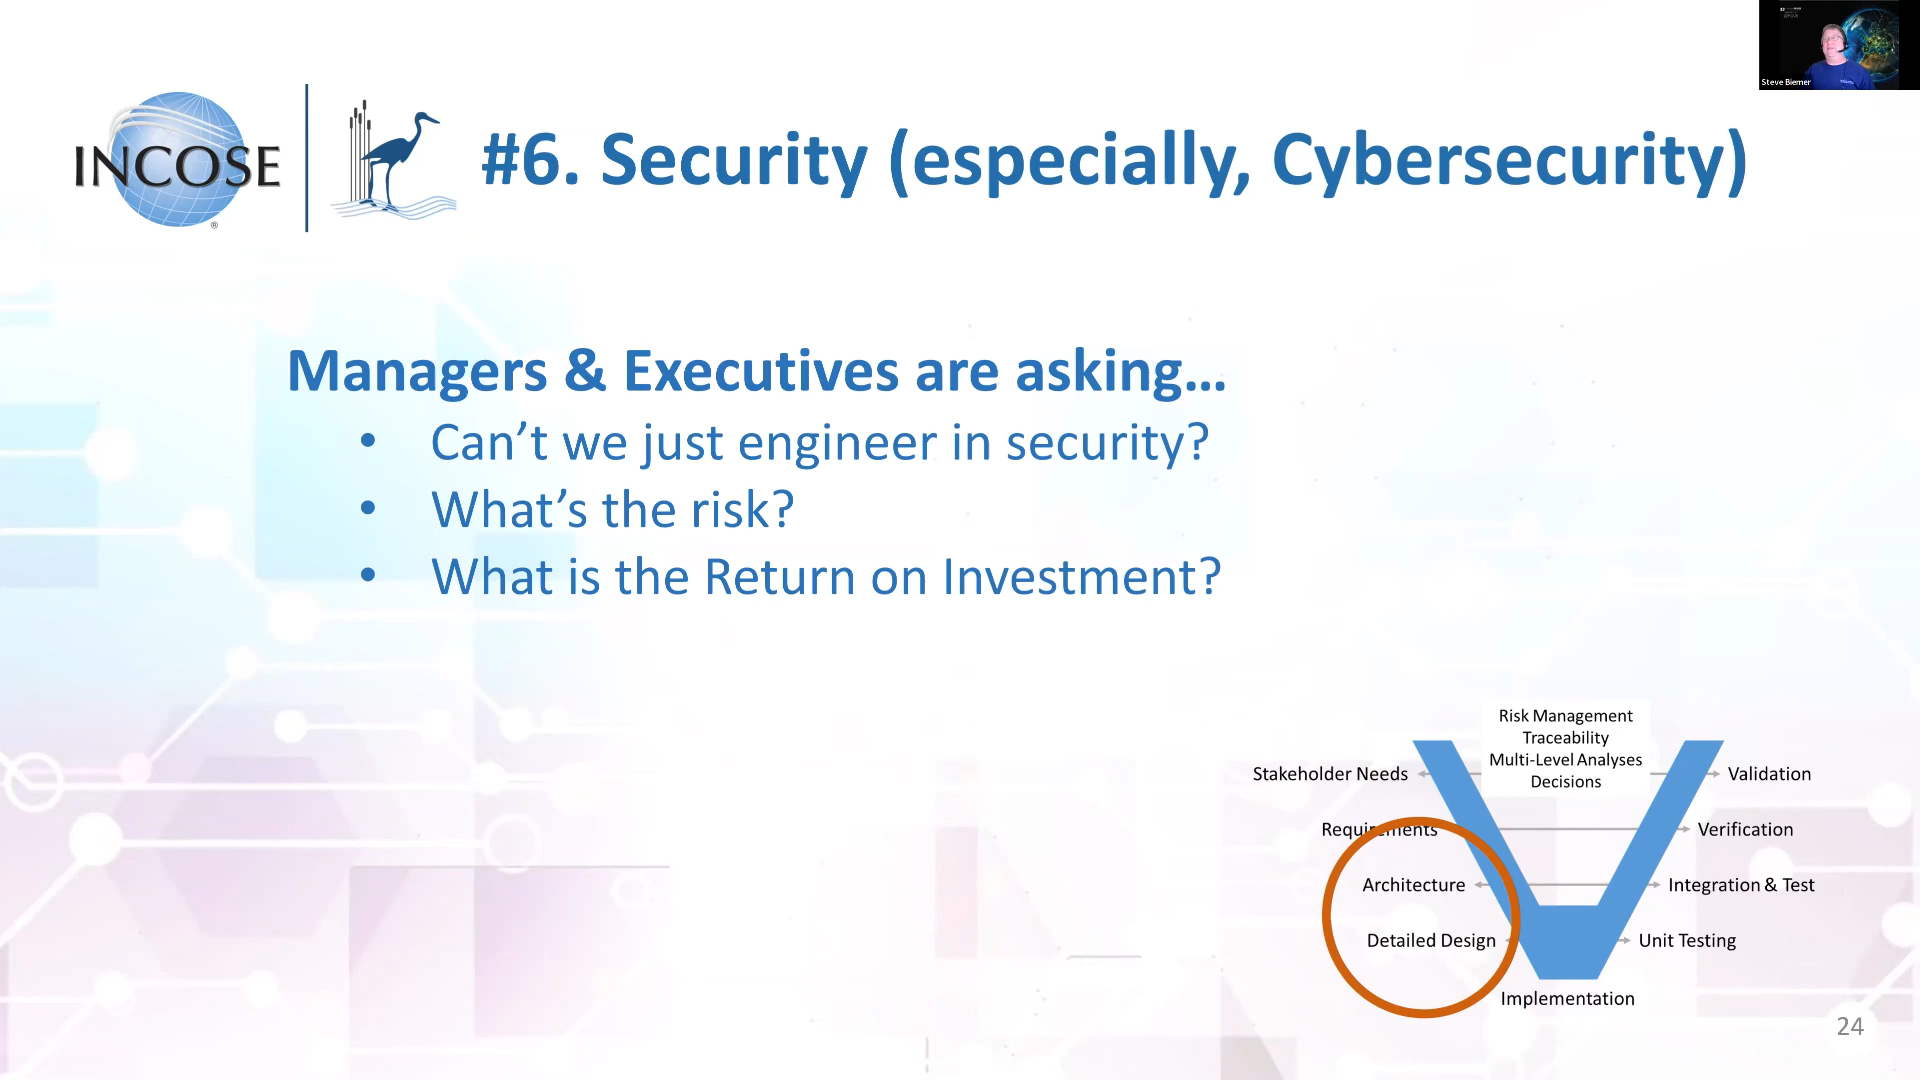 Steve Biemer
INCOSE
®
#6. Security (especially, Cybersecurity)
Managers & Executives are asking…
• Can’t we just engineer in security?
• What’s the risk?
• What is the Return on Investment?
Risk Management
Traceability
Multi-Level Analyses
Decisions
Stakeholder Needs
Validation
Requirements
Verification
Architecture
Integration & Test
Detailed Design
Unit Testing
Implementation
24